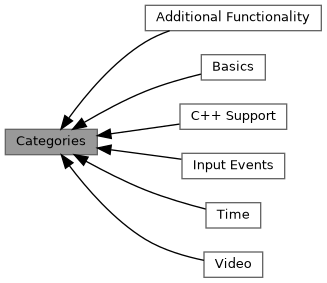 Additional Functionality
Basics
C++ Support
Categories
Input Events
Time
Video